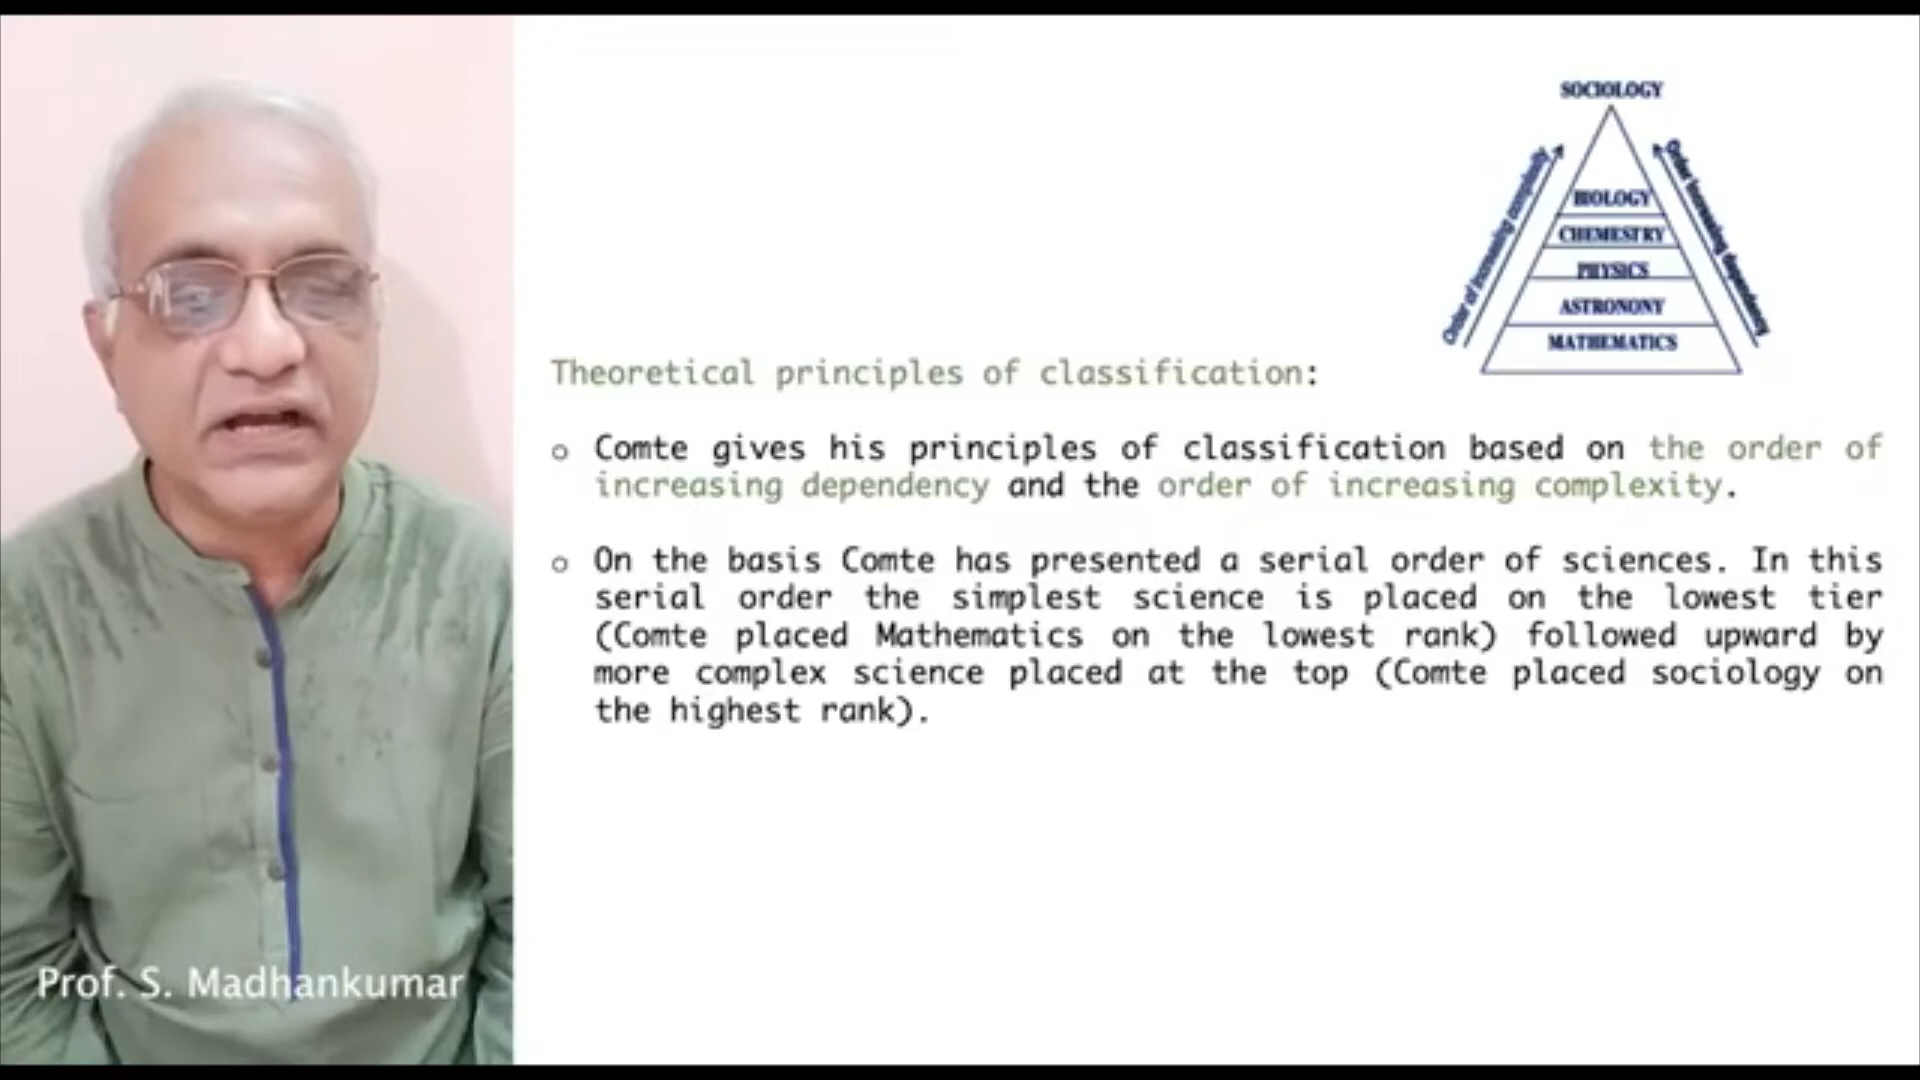 SOCIOLOGY
BIOLOGY
CHEMESTRY
PHYSICS
ASTRONONY
MATHEMATICS
Order of increasing complexity
Order increasing dependency
Theoretical principles of classification:
o Comte gives his principles of classification based on the order of
increasing dependency and the order of increasing complexity.
o On the basis Comte has presented a serial order of sciences. In this
serial order the simplest science is placed on the lowest tier
(Comte placed Mathematics on the lowest rank) followed upward by
more complex science placed at the top (Comte placed sociology on
the highest rank).
Prof. S. Madhankumar